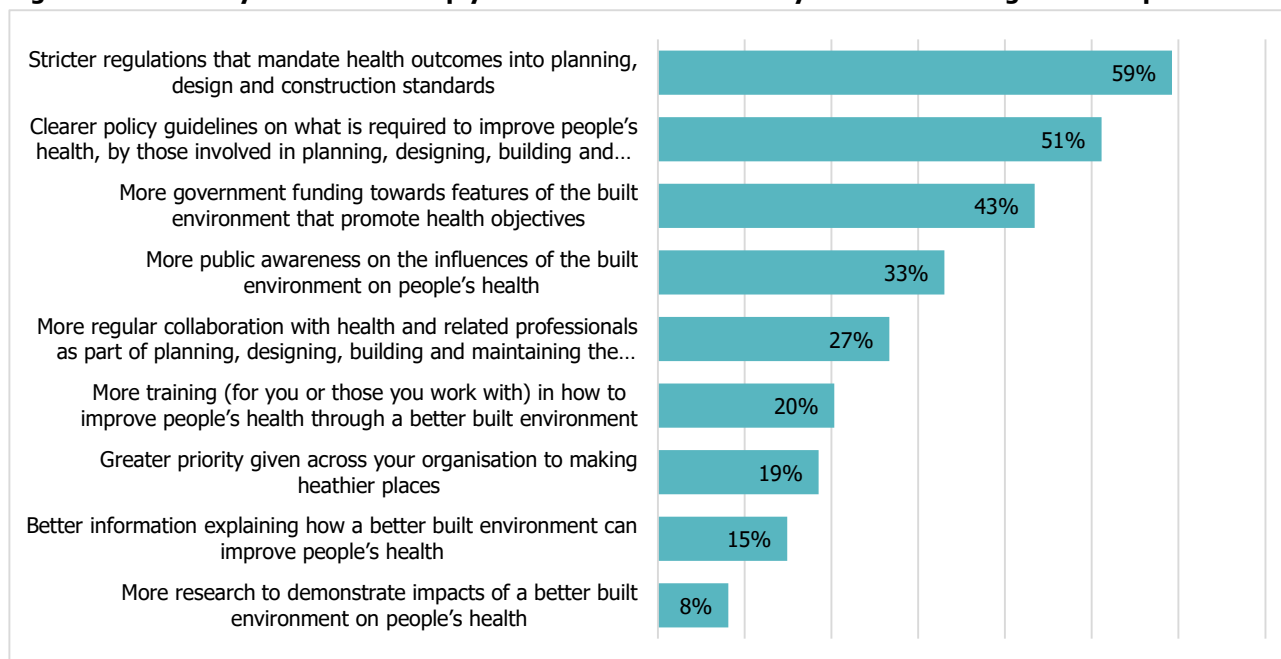 Stricter regulations that mandate health outcomes into planning,
design and construction standards
59%
Clearer policy guidelines on what is required to improve people's
health, by those involved in planning, designing, building and…
51%
More government funding towards features of the built
environment that promote health objectives
43%
More public awareness on the influences of the built
environment on people's health
33%
More regular collaboration with health and related professionals
as part of planning, designing, building and maintaining the…
27%
More training (for you or those you work with) in how to
improve people's health through a better built environment
20%
Greater priority given across your organisation to making
heathier places
19%
Better information explaining how a better built environment can
improve people's health
15%
More research to demonstrate impacts of a better built
environment on people's health
8%